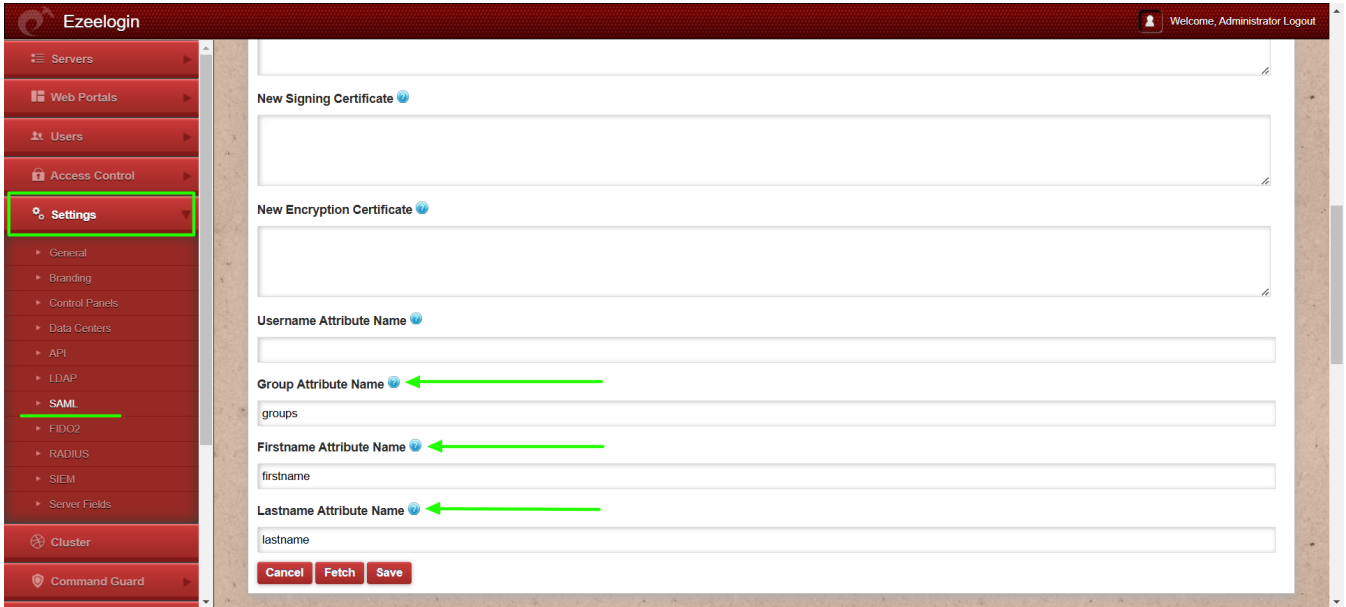 Ezeelogin
Welcome, Administrator Logout
Servers
Web Portals
Users
Access Control
Settings
General
Branding
Control Panels
Data Centers
API
LDAP
SAML
FIDO2
RADIUS
SIEM
Server Fields
Cluster
Command Guard
New Signing Certificate
New Encryption Certificate
Username Attribute Name
Group Attribute Name
groups
Firstname Attribute Name
firstname
Lastname Attribute Name
lastname
Cancel Fetch Save